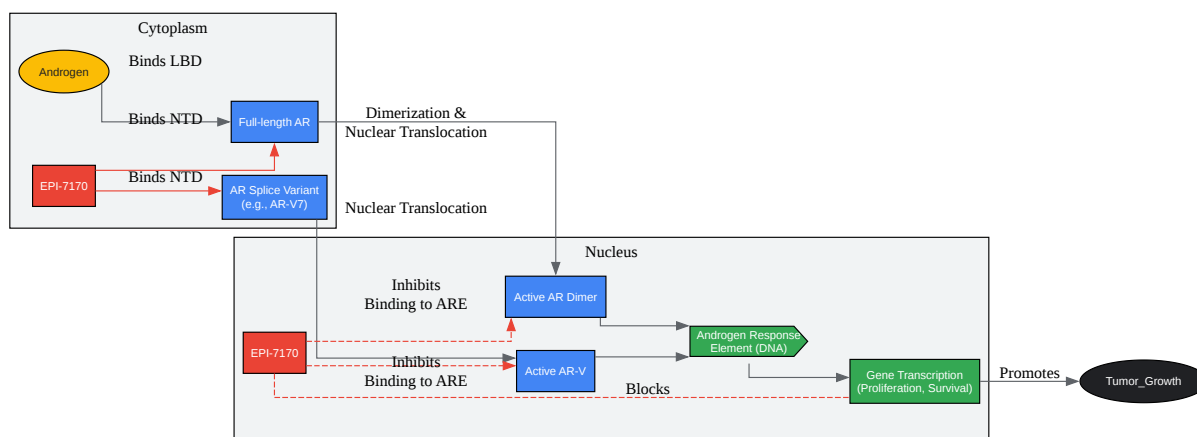 Cytoplasm
Binds LBD
Androgen
Binds NTD
Full-length AR
Dimerization &
Nuclear Translocation
Binds NTD
EPI-7170
AR Splice Variant
(e.g., AR-V7)
Nuclear Translocation
Nucleus
Inhibits
Binding to ARE
Active AR Dimer
Androgen Response
Element (DNA)
EPI-7170
Inhibits
Binding to ARE
Active AR-V
Blocks
Gene Transcription
(Proliferation, Survival)
Promotes
Tumor_Growth